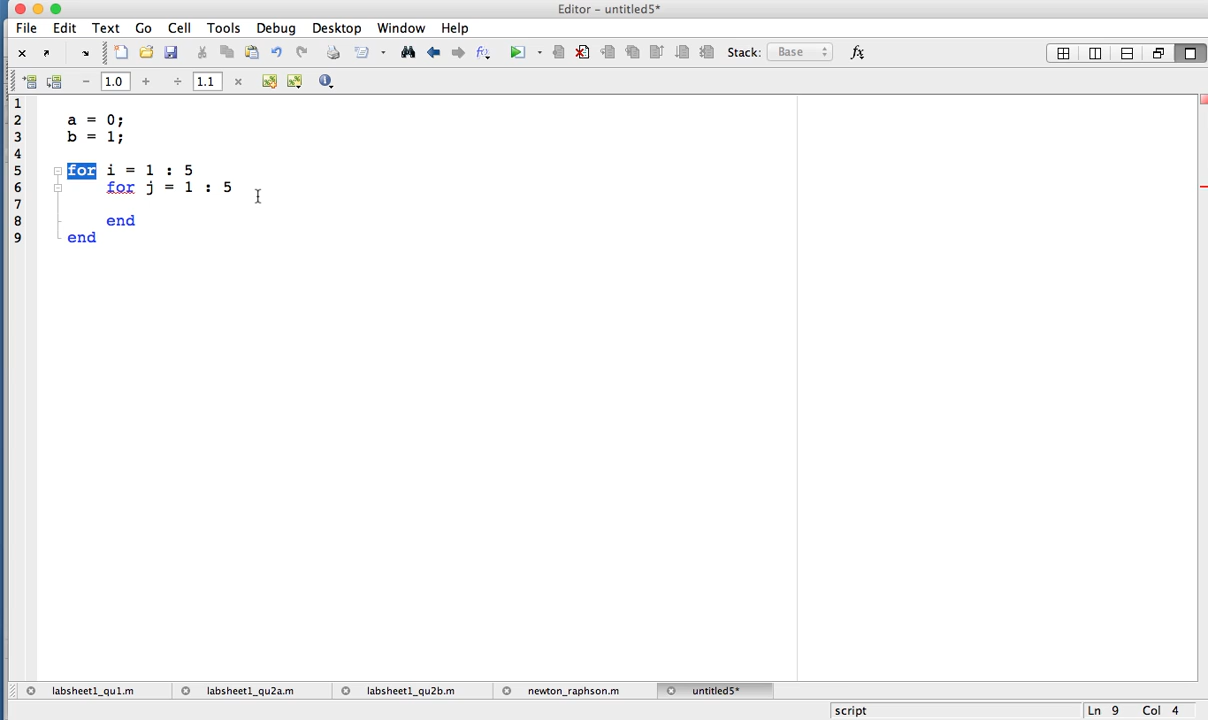 Editor – untitled5*
File Edit Text Go Cell Tools Debug Desktop Window Help
Stack: Base fx
− 1.0 + ÷ 1.1 ×
1
2 a = 0;
3 b = 1;
4
5 for i = 1 : 5
6 for j = 1 : 5
7
8 end
9 end
labsheet1_qu1.m labsheet1_qu2a.m labsheet1_qu2b.m newton_raphson.m untitled5*
script Ln 9 Col 4